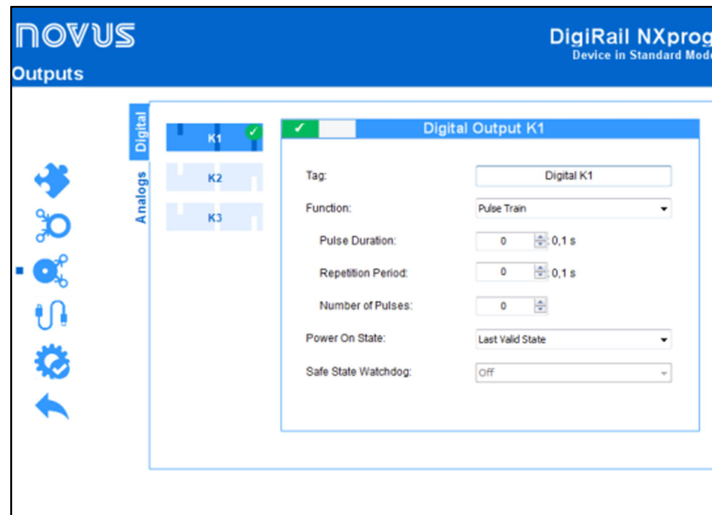 NOVUS
DigiRail NXprog
Device in Standard Mode
Outputs
Digital
Analogs
K1
K2
K3
Digital Output K1
Tag: Digital K1
Function: Pulse Train
Pulse Duration: 0 0,1 s
Repetition Period: 0 :0,1 s
Number of Pulses: 0
Power On State: Last Valid State
Safe State Watchdog: Off